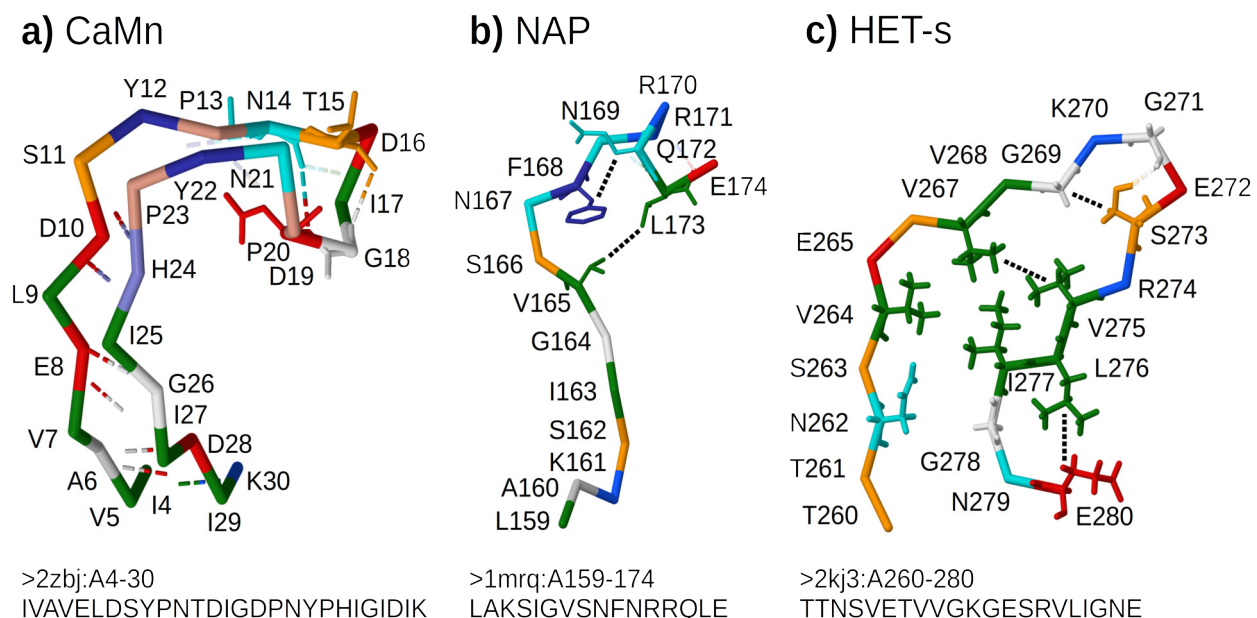 a) CaMn
b) NAP
c) HET-s
Y12
P13
N14
T15
D16
S11
Y22
N21
I17
P23
D10
P20
D19
G18
H24
L9
I25
E8
G26
I27
V7
D28
A6
I4
K30
V5
I29
>2zbj:A4-30
IVAVELDSYPNTDIGDPNYPHIGIDIK
R170
N169
R171
Q172
F168
E174
N167
L173
S166
V165
G164
I163
S162
K161
A160
L159
>1mrq:A159-174
LAKSIGVSNFNRRQLE
K270
G271
V268
G269
V267
E272
E265
S273
R274
V264
V275
S263
I277
L276
N262
G278
T261
N279
E280
T260
>2kj3:A260-280
TTNSVETVVGKGESRVLIGNE